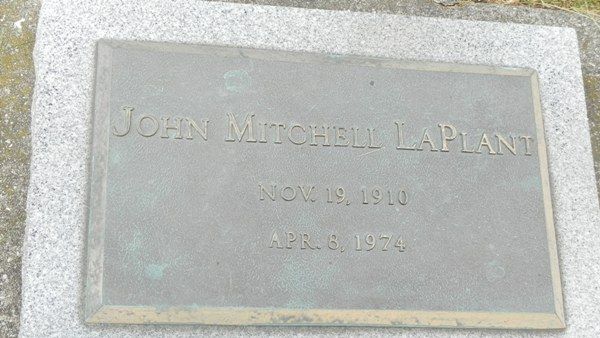 John Mitchell LaPlant
NOV. 19, 1910
APR. 8, 1974